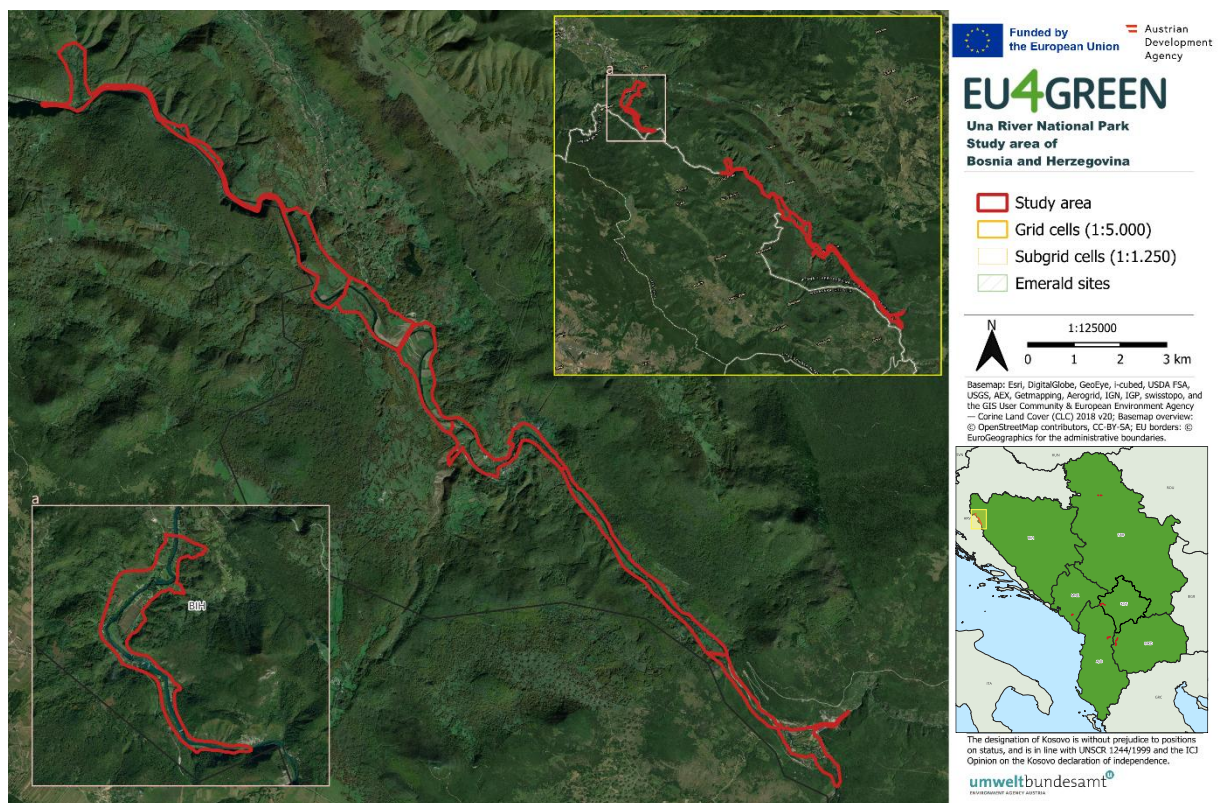 a
a
BIH
Funded by
the European Union
Austrian
Development
Agency
EU4GREEN
Una River National Park
Study area of
Bosnia and Herzegovina
Study area
Grid cells (1:5.000)
Subgrid cells (1:1.250)
Emerald sites
N
1:125000
0 1 2 3 km
Basemap: Esri, DigitalGlobe, GeoEye, i-cubed, USDA FSA,
USGS, AEX, Getmapping, Aerogrid, IGN, IGP, swisstopo, and
the GIS User Community & European Environment Agency
— Corine Land Cover (CLC) 2018 v20; Basemap overview:
© OpenStreetMap contributors, CC-BY-SA; EU borders: ©
EuroGeographics for the administrative boundaries.
The designation of Kosovo is without prejudice to positions
on status, and is in line with UNSCR 1244/1999 and the ICJ
Opinion on the Kosovo declaration of independence.
umweltbundesamt
ENVIRONMENT AGENCY AUSTRIA